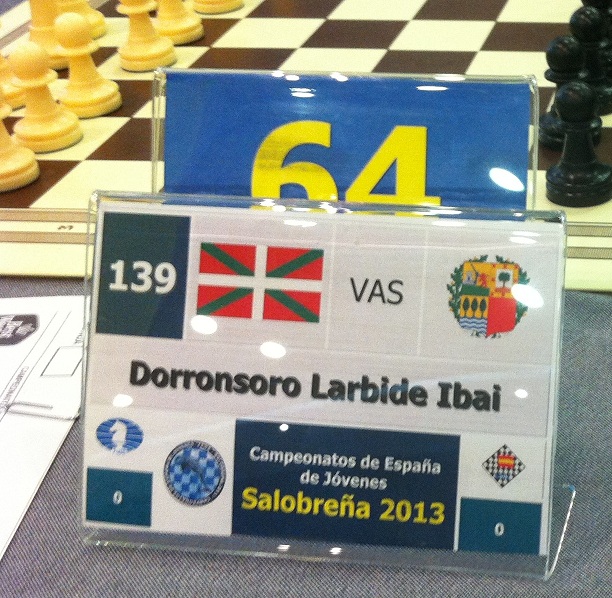 64
139
VAS
Dorronsoro Larbide Ibai
Campeonatos de España
de Jóvenes
Salobreña 2013
0
0